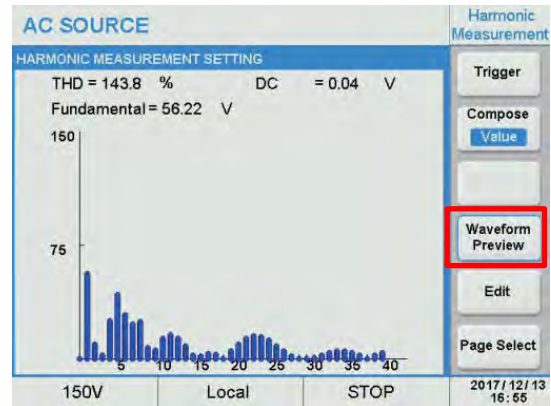 AC SOURCE
Harmonic
Measurement
HARMONIC MEASUREMENT SETTING
THD = 143.8 % DC = 0.04 V
Fundamental = 56.22 V
150
75
5 10 15 20 25 30 35 40
Trigger
Compose
Value
Waveform
Preview
Edit
Page Select
150V Local STOP
2017/12/13
16:55